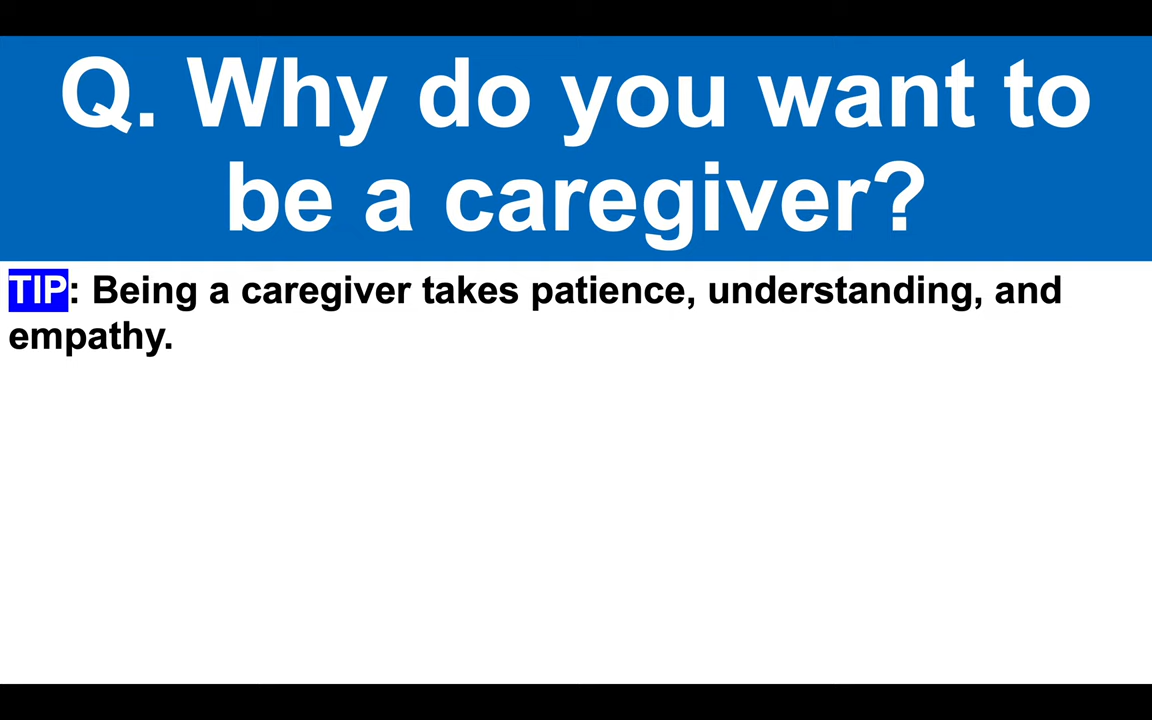 Q. Why do you want to
be a caregiver?
TIP: Being a caregiver takes patience, understanding, and
empathy.